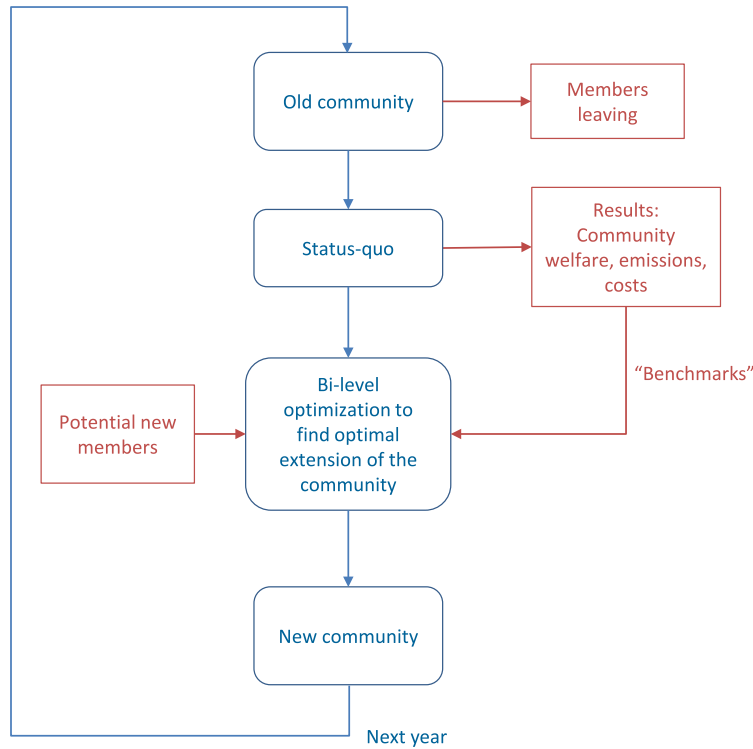 Old community
Members
leaving
Status-quo
Results:
Community
welfare, emissions,
costs
“Benchmarks”
Bi-level
optimization to
find optimal
extension of the
community
Potential new
members
New community
Next year